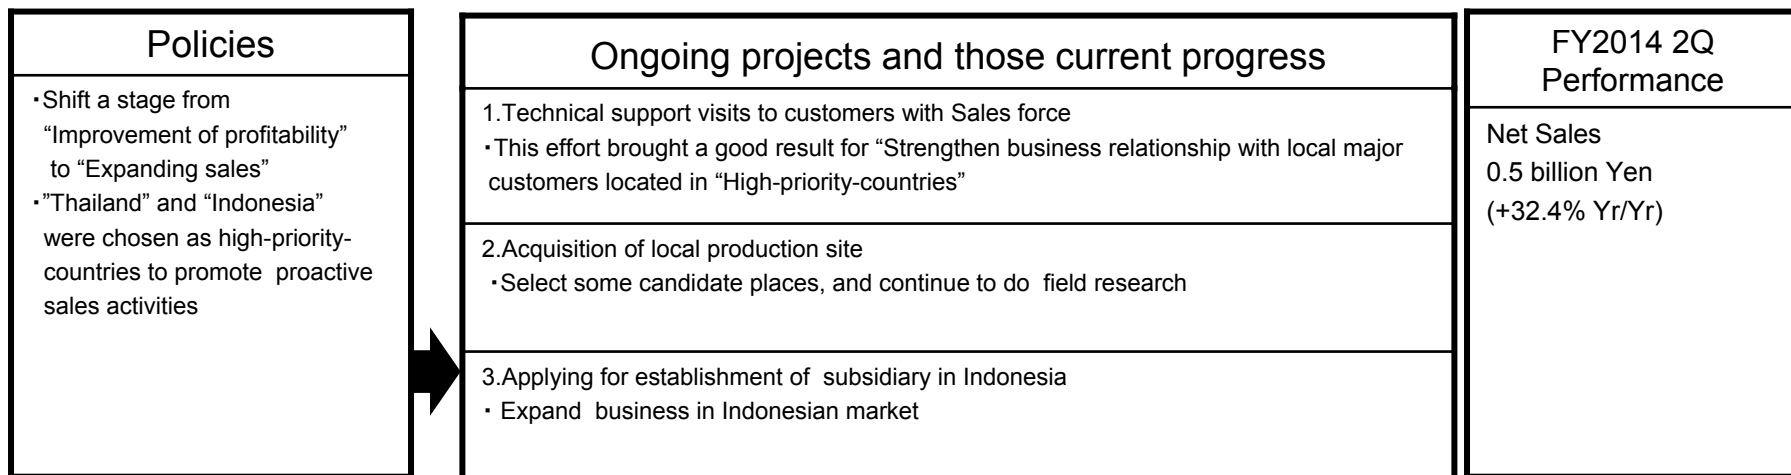 Policies
・Shift a stage from
“Improvement of profitability”
to “Expanding sales”
・”Thailand” and “Indonesia”
were chosen as high-priority-
countries to promote proactive
sales activities
Ongoing projects and those current progress
1.Technical support visits to customers with Sales force
・This effort brought a good result for “Strengthen business relationship with local major
customers located in “High-priority-countries”
2.Acquisition of local production site
・Select some candidate places, and continue to do field research
3.Applying for establishment of subsidiary in Indonesia
・ Expand business in Indonesian market
FY2014 2Q
Performance
Net Sales
0.5 billion Yen
(+32.4% Yr/Yr)